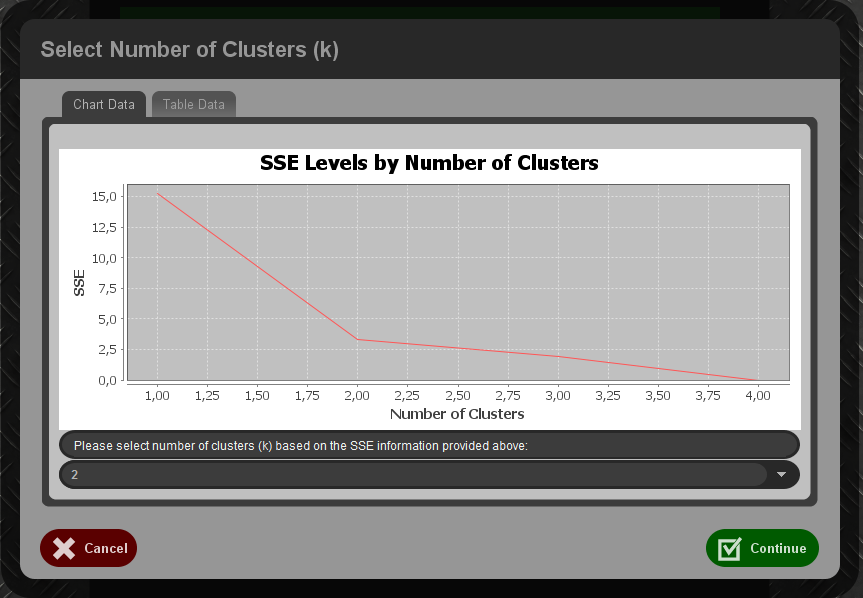 Select Number of Clusters (k)
Chart Data
Table Data
SSE Levels by Number of Clusters
15,0
12,5
10,0
7,5
5,0
2,5
0,0
SSE
1,00 1,25 1,50 1,75 2,00 2,25 2,50 2,75 3,00 3,25 3,50 3,75 4,00
Number of Clusters
Please select number of clusters (k) based on the SSE information provided above:
2
Cancel
Continue